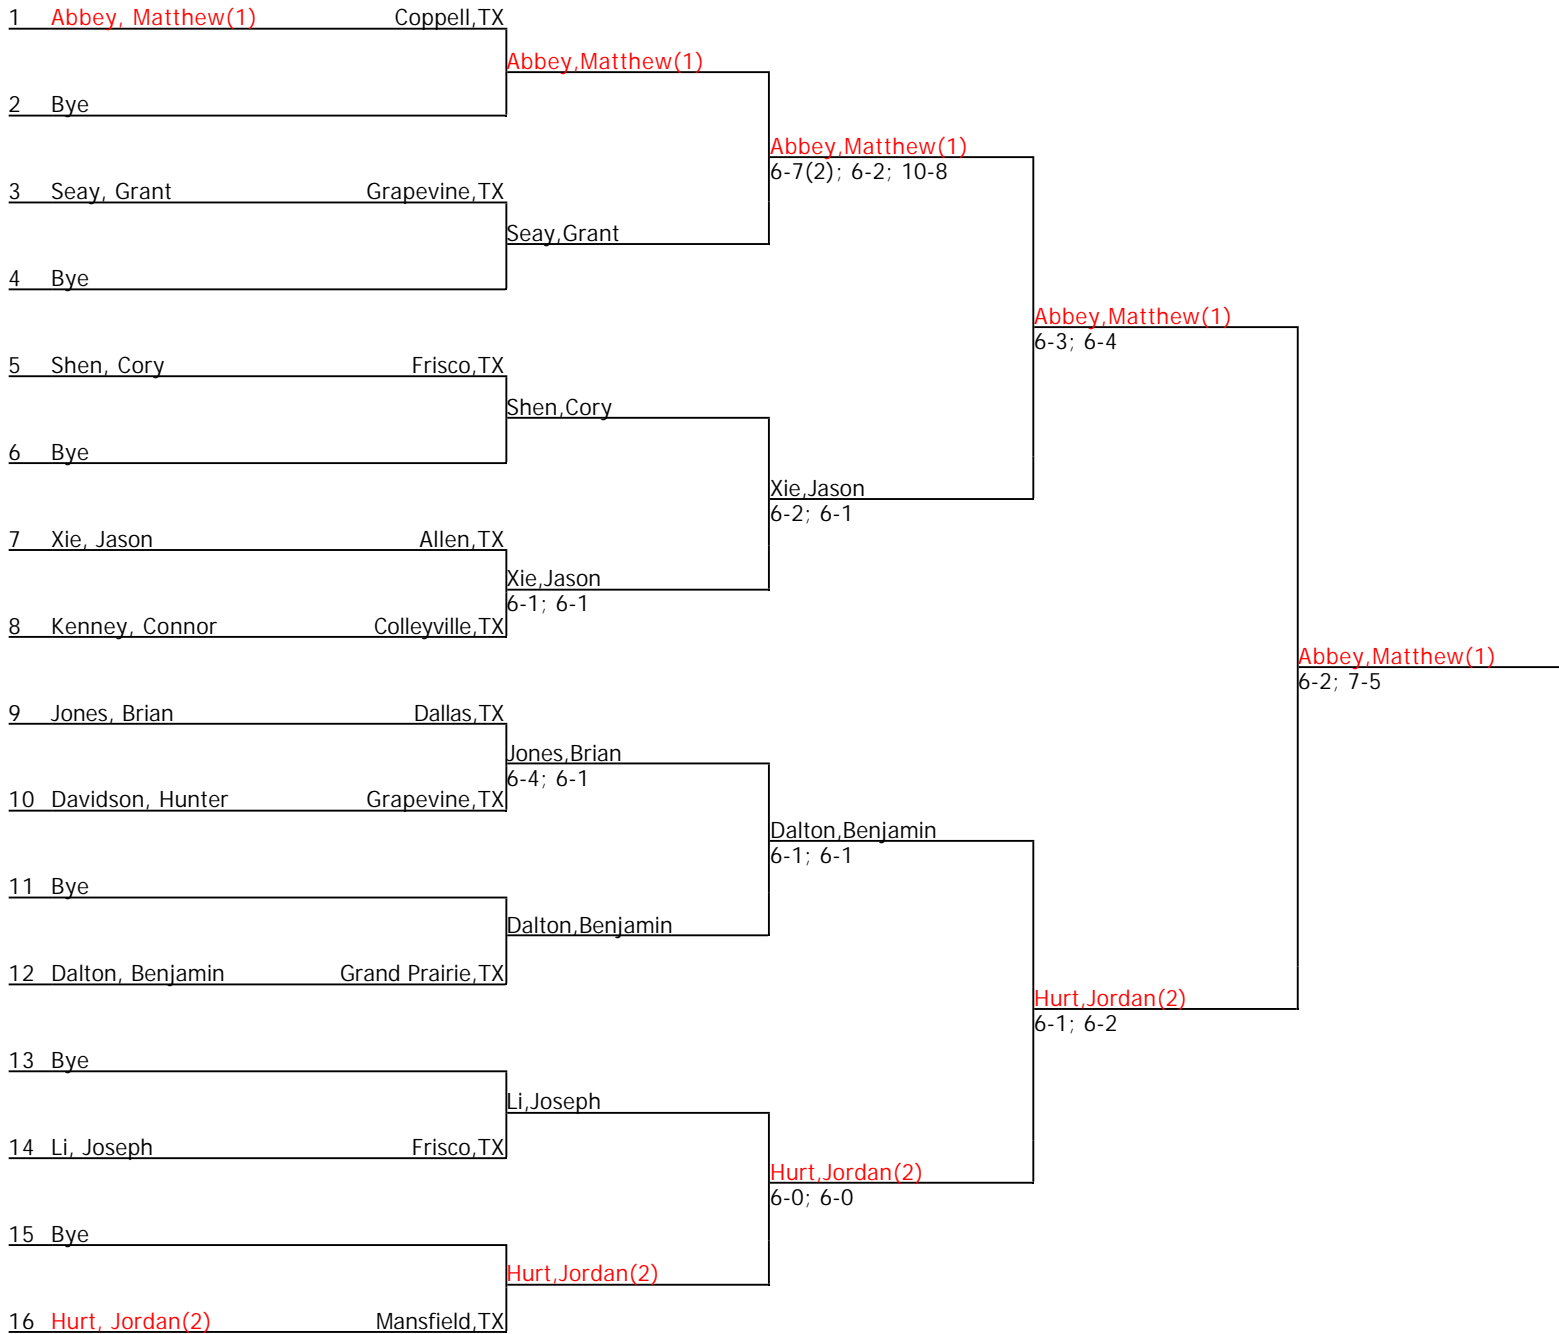 1 Abbey, Matthew(1) Coppell,TX
Abbey,Matthew(1)
2 Bye
Abbey,Matthew(1)
6-7(2); 6-2; 10-8
3 Seay, Grant Grapevine,TX
Seay,Grant
4 Bye
Abbey,Matthew(1)
6-3; 6-4
5 Shen, Cory Frisco,TX
Shen,Cory
6 Bye
Xie,Jason
6-2; 6-1
7 Xie, Jason Allen,TX
Xie,Jason
6-1; 6-1
8 Kenney, Connor Colleyville,TX
Abbey,Matthew(1)
6-2; 7-5
9 Jones, Brian Dallas,TX
Jones,Brian
6-4; 6-1
10 Davidson, Hunter Grapevine,TX
Dalton,Benjamin
6-1; 6-1
11 Bye
Dalton,Benjamin
12 Dalton, Benjamin Grand Prairie,TX
Hurt,Jordan(2)
6-1; 6-2
13 Bye
Li,Joseph
14 Li, Joseph Frisco,TX
Hurt,Jordan(2)
6-0; 6-0
15 Bye
Hurt,Jordan(2)
16 Hurt, Jordan(2) Mansfield,TX